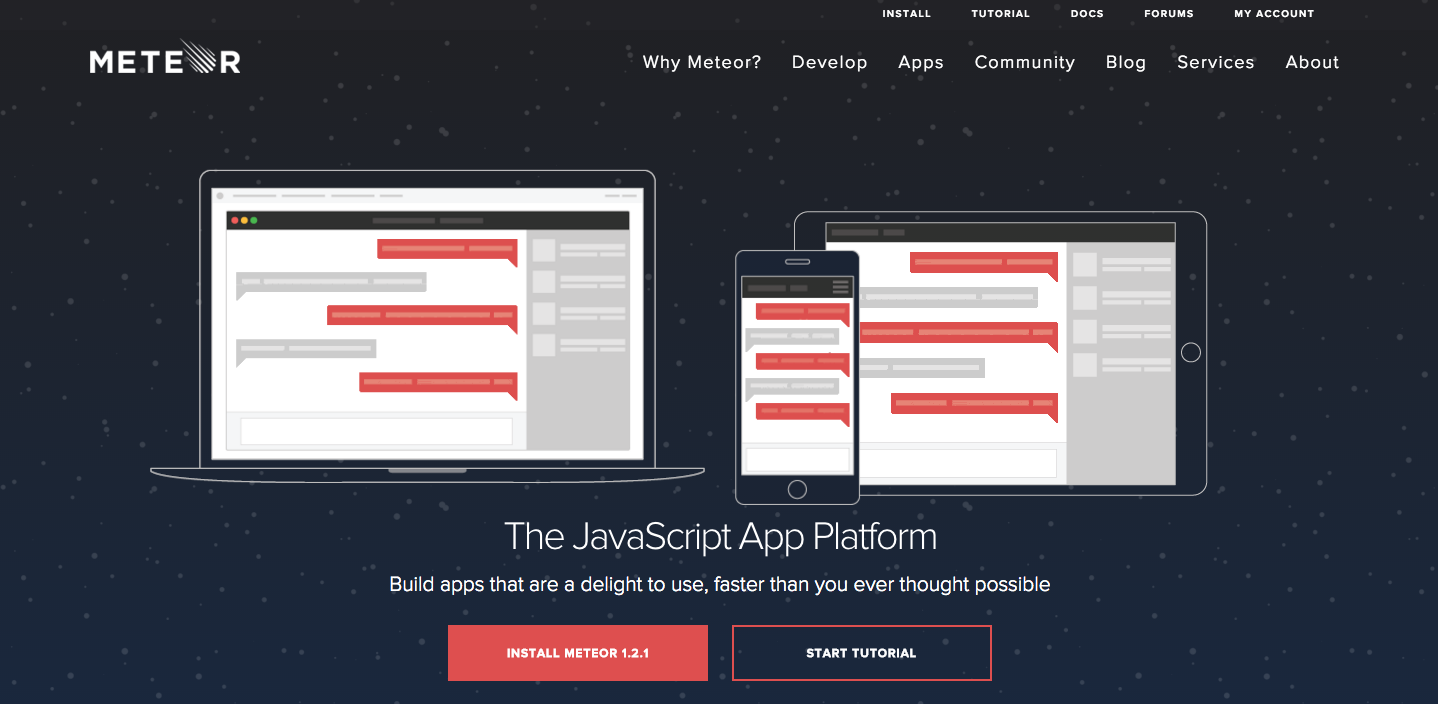 INSTALL TUTORIAL DOCS FORUMS MY ACCOUNT
METEOR
Why Meteor? Develop Apps Community Blog Services About
The JavaScript App Platform
Build apps that are a delight to use, faster than you ever thought possible
INSTALL METEOR 1.2.1
START TUTORIAL